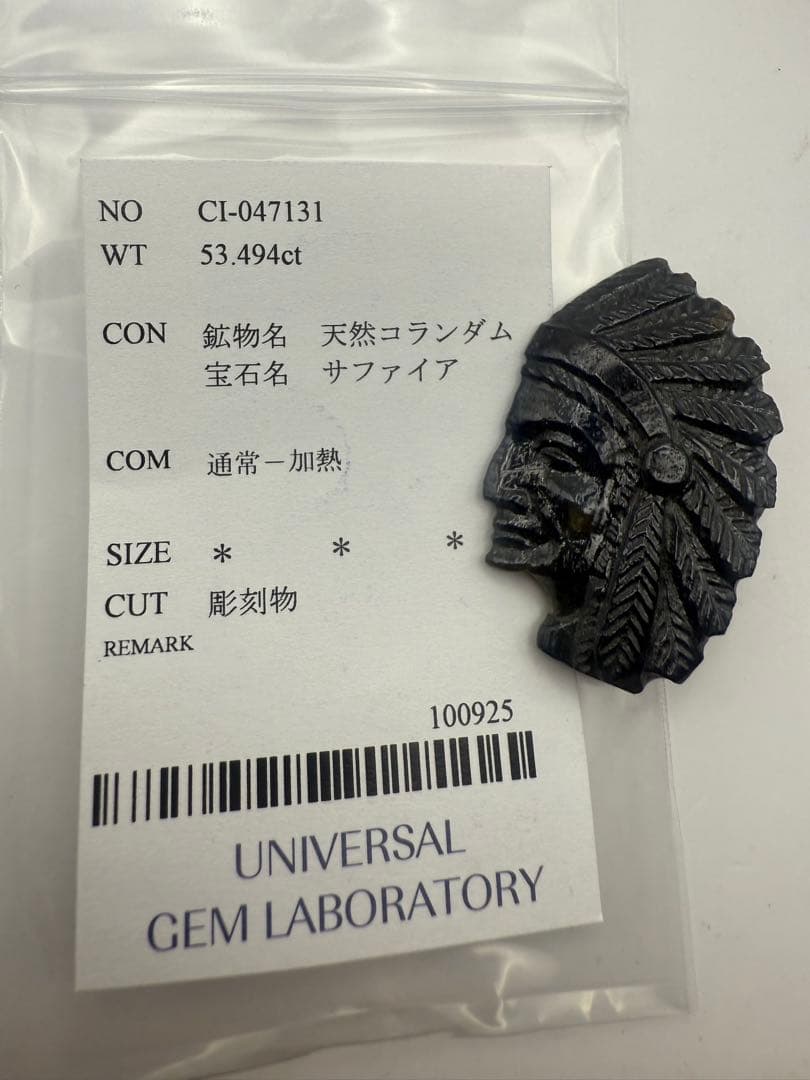 NO CI-047131
WT 53.494ct
CON 鉱物名 天然コランダム
宝石名 サファイア
COM 通常－加熱
SIZE * * *
CUT 彫刻物
REMARK
100925
UNIVERSAL
GEM LABORATORY